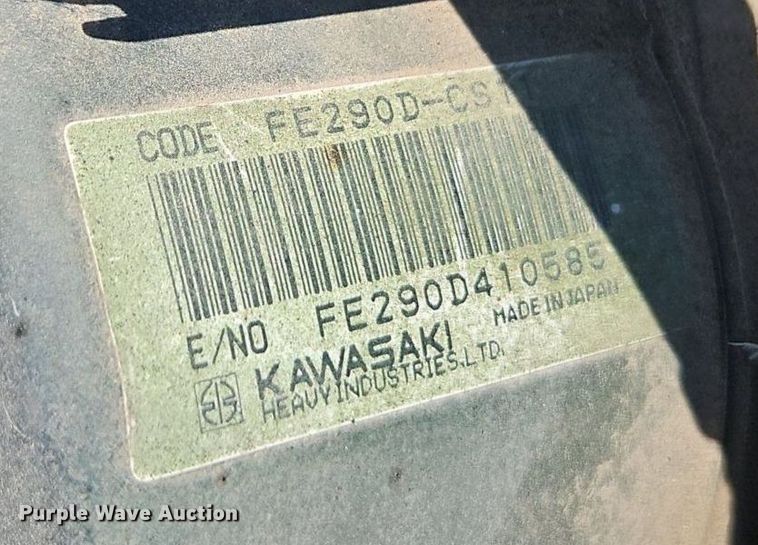 CODE FE290D-CS
E/NO FE290D410585
KAWASAKI MADE IN JAPAN
HEAVY INDUSTRIES.LTD.
Purple Wave Auction